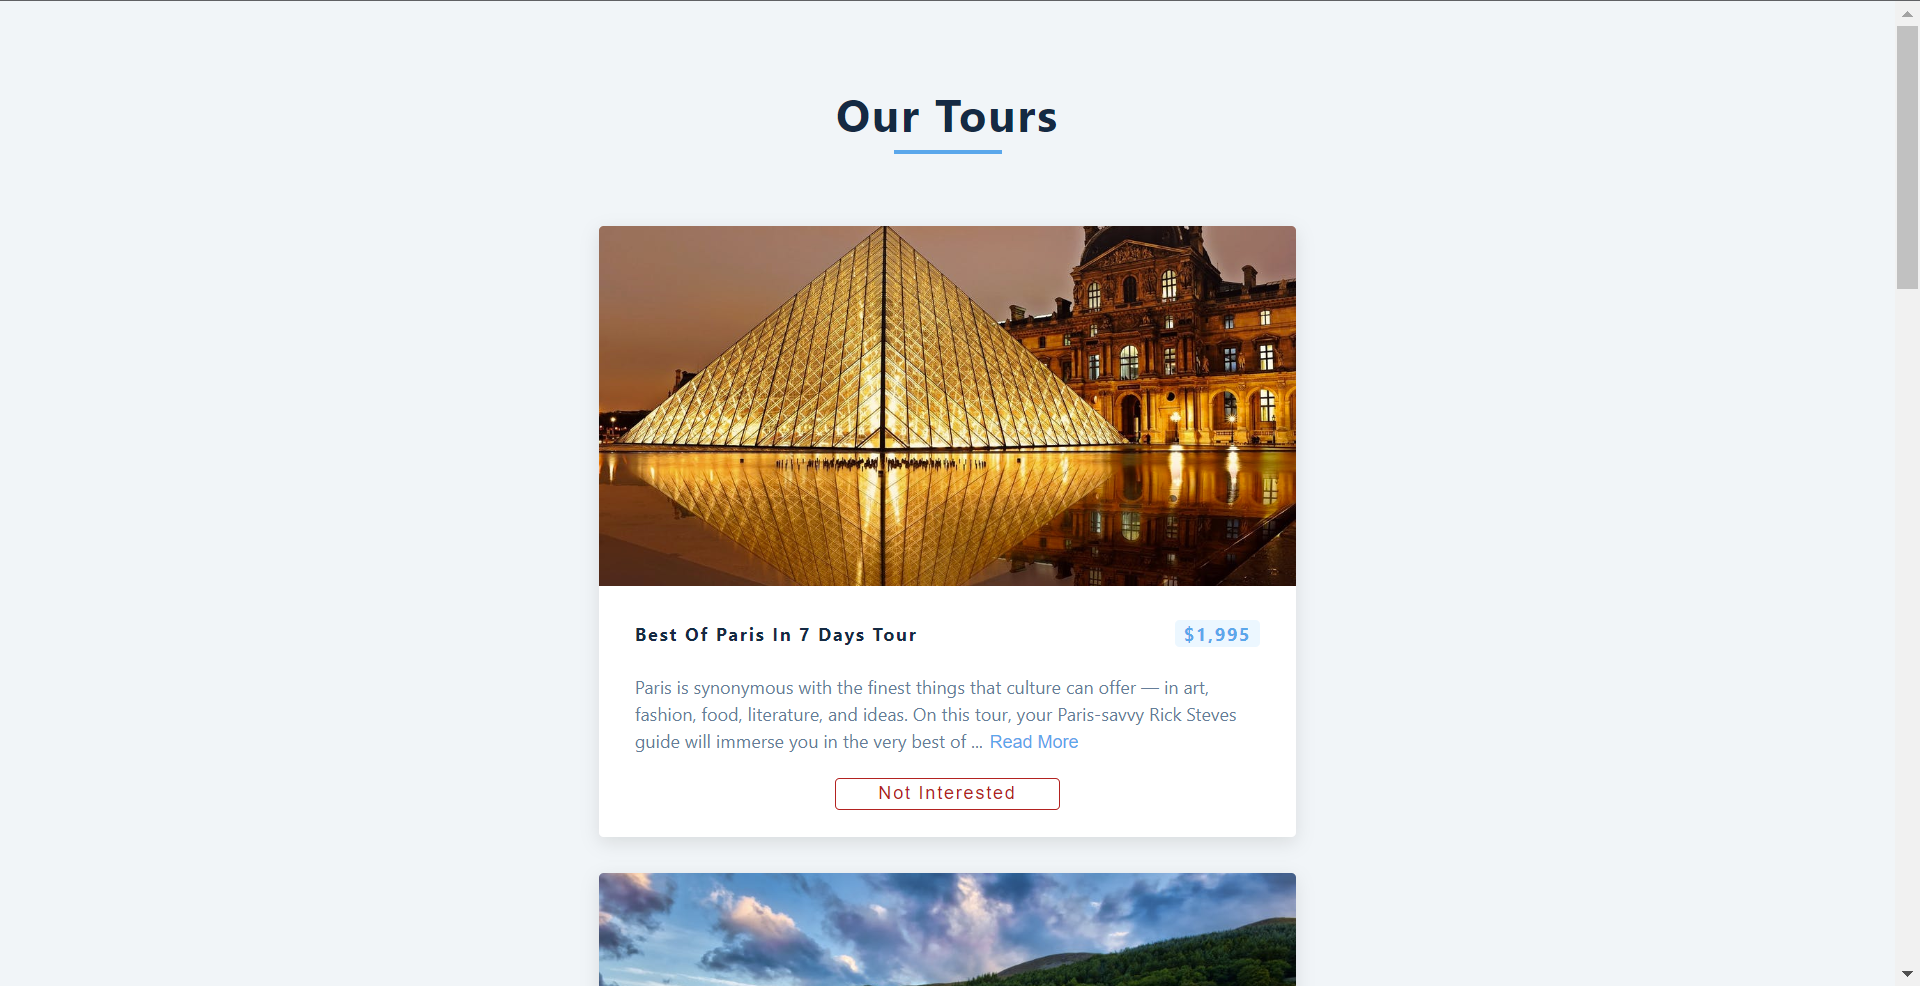 Our Tours
Best Of Paris In 7 Days Tour
$1,995
Paris is synonymous with the finest things that culture can offer — in art,
fashion, food, literature, and ideas. On this tour, your Paris-savvy Rick Steves
guide will immerse you in the very best of ... Read More
Not Interested